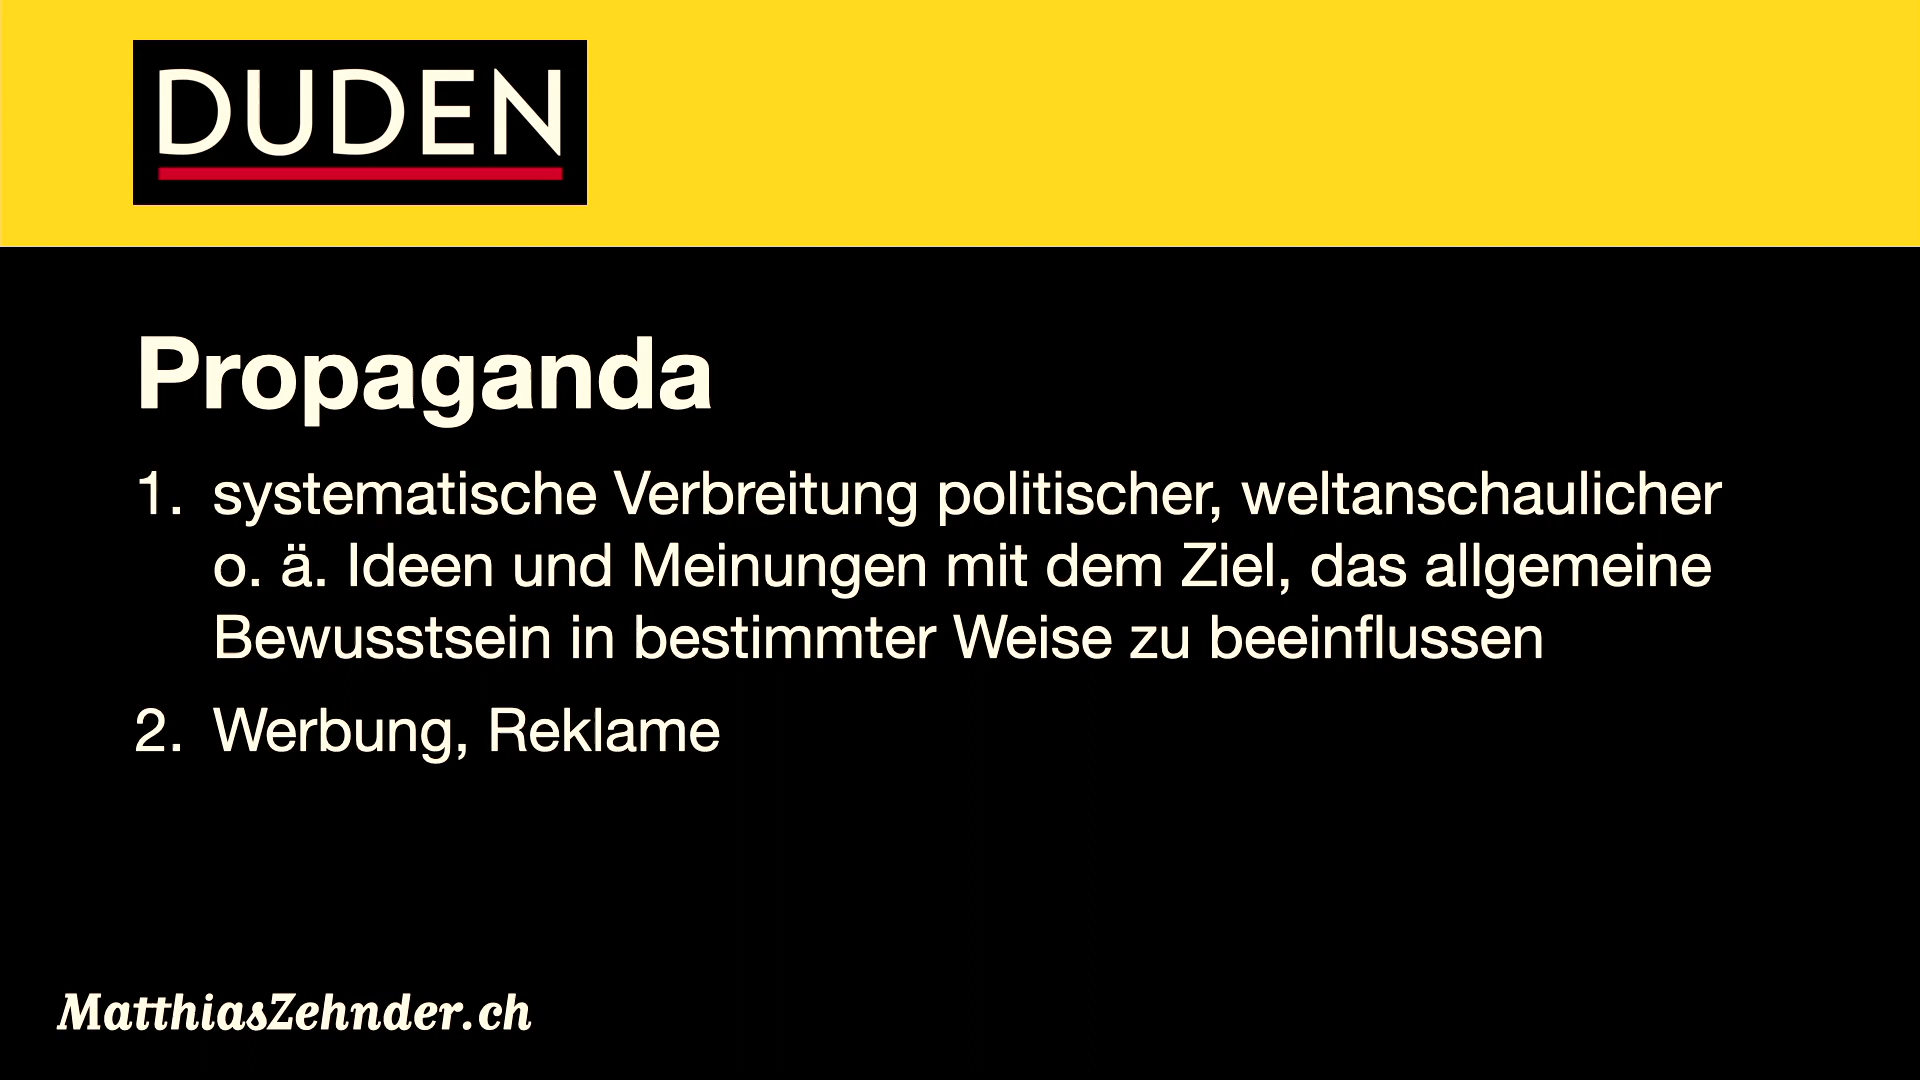 DUDEN
Propaganda
1. systematische Verbreitung politischer, weltanschaulicher
o. ä. Ideen und Meinungen mit dem Ziel, das allgemeine
Bewusstsein in bestimmter Weise zu beeinflussen
2. Werbung, Reklame
MatthiasZehnder.ch